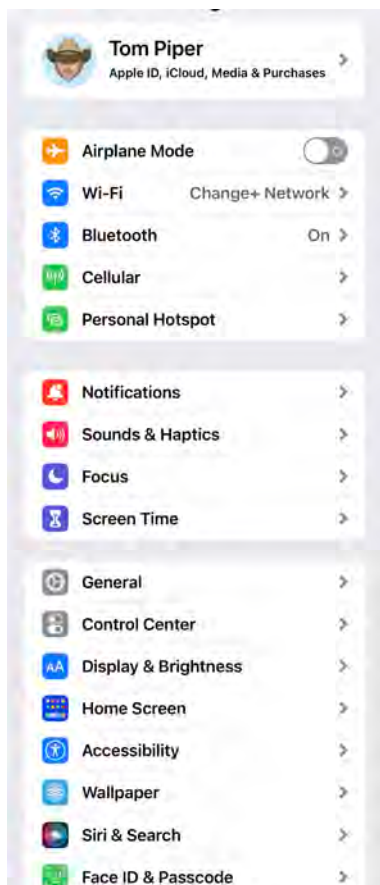 Tom Piper
Apple ID, iCloud, Media & Purchases
Airplane Mode
Wi-Fi Change+ Network
Bluetooth On
Cellular
Personal Hotspot
Notifications
Sounds & Haptics
Focus
Screen Time
General
Control Center
AA Display & Brightness
Home Screen
Accessibility
Wallpaper
Siri & Search
Face ID & Passcode